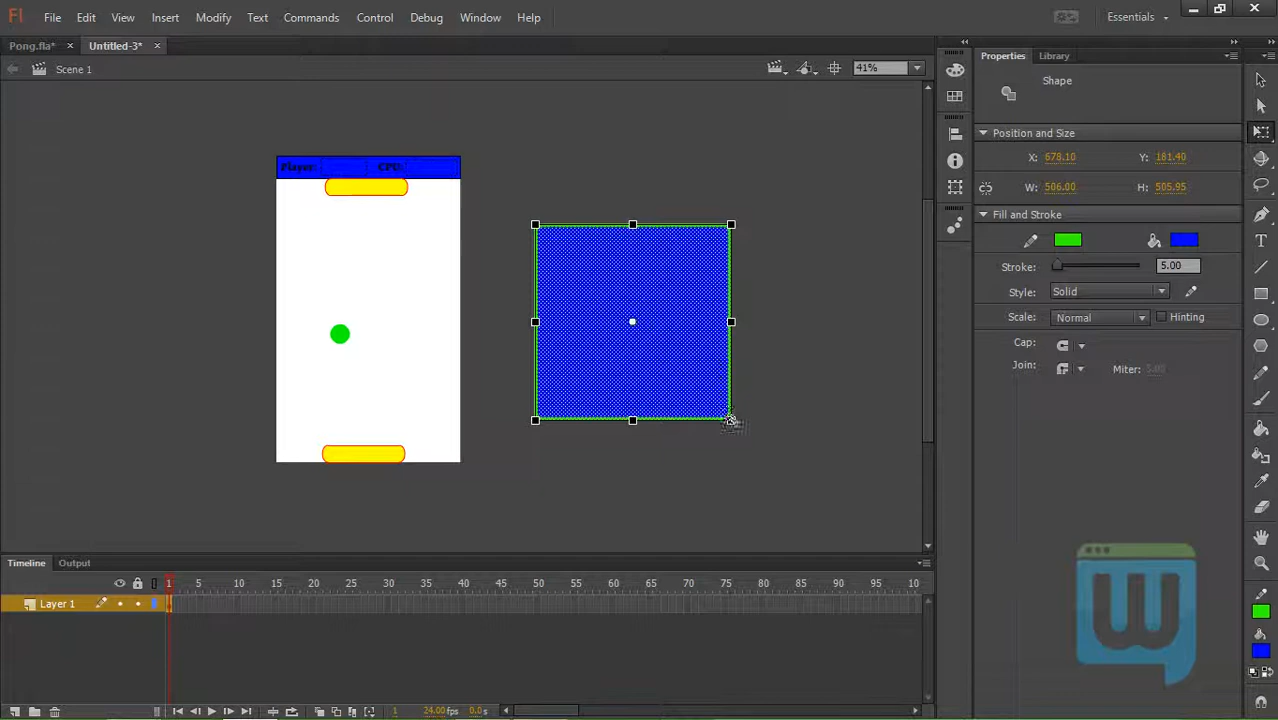 Fl File Edit View Insert Modify Text Commands Control Debug Window Help Essentials
Pong.fla* × Untitled-3* ×
Scene 1 41%
Properties Library
Shape
Position and Size
X: 678.10 Y: 181.40
W: 506.00 H: 505.95
Fill and Stroke
Stroke: 5.00
Style: Solid
Scale: Normal Hinting
Cap:
Join: Miter: 5.00
Player: CPU:
Timeline Output
1 5 10 15 20 25 30 35 40 45 50 55 60 65 70 75 80 85 90 95 10
Layer 1
1 24.00 fps 0.0 s
W